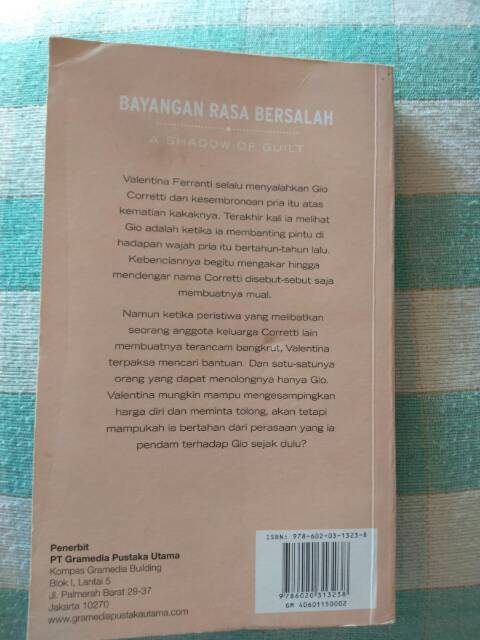 BAYANGAN RASA BERSALAH
A SHADOW OF GUILT
Valentina Ferranti selalu menyalahkan Gio
Corretti dan kesembronoan pria itu atas
kematian kakaknya. Terakhir kali ia melihat
Gio adalah ketika ia membanting pintu di
hadapan wajah pria itu bertahun-tahun lalu.
Kebenciannya begitu mengakar hingga
mendengar nama Corretti disebut-sebut saja
membuatnya mual.
Namun ketika peristiwa yang melibatkan
seorang anggota keluarga Corretti lain
membuatnya terancam bangkrut, Valentina
terpaksa mencari bantuan. Dan satu-satunya
orang yang dapat menolongnya hanya Gio.
Valentina mungkin mampu mengesampingkan
harga diri dan meminta tolong, akan tetapi
mampukah ia bertahan dari perasaan yang ia
pendam terhadap Gio sejak dulu?
Penerbit
PT Gramedia Pustaka Utama
Kompas Gramedia Building
Blok I, Lantai 5
Jl. Palmerah Barat 29-37
Jakarta 10270
www.gramediapustakautama.com
ISBN: 978-602-03-1323-8
9786020313238
GM 40601150002